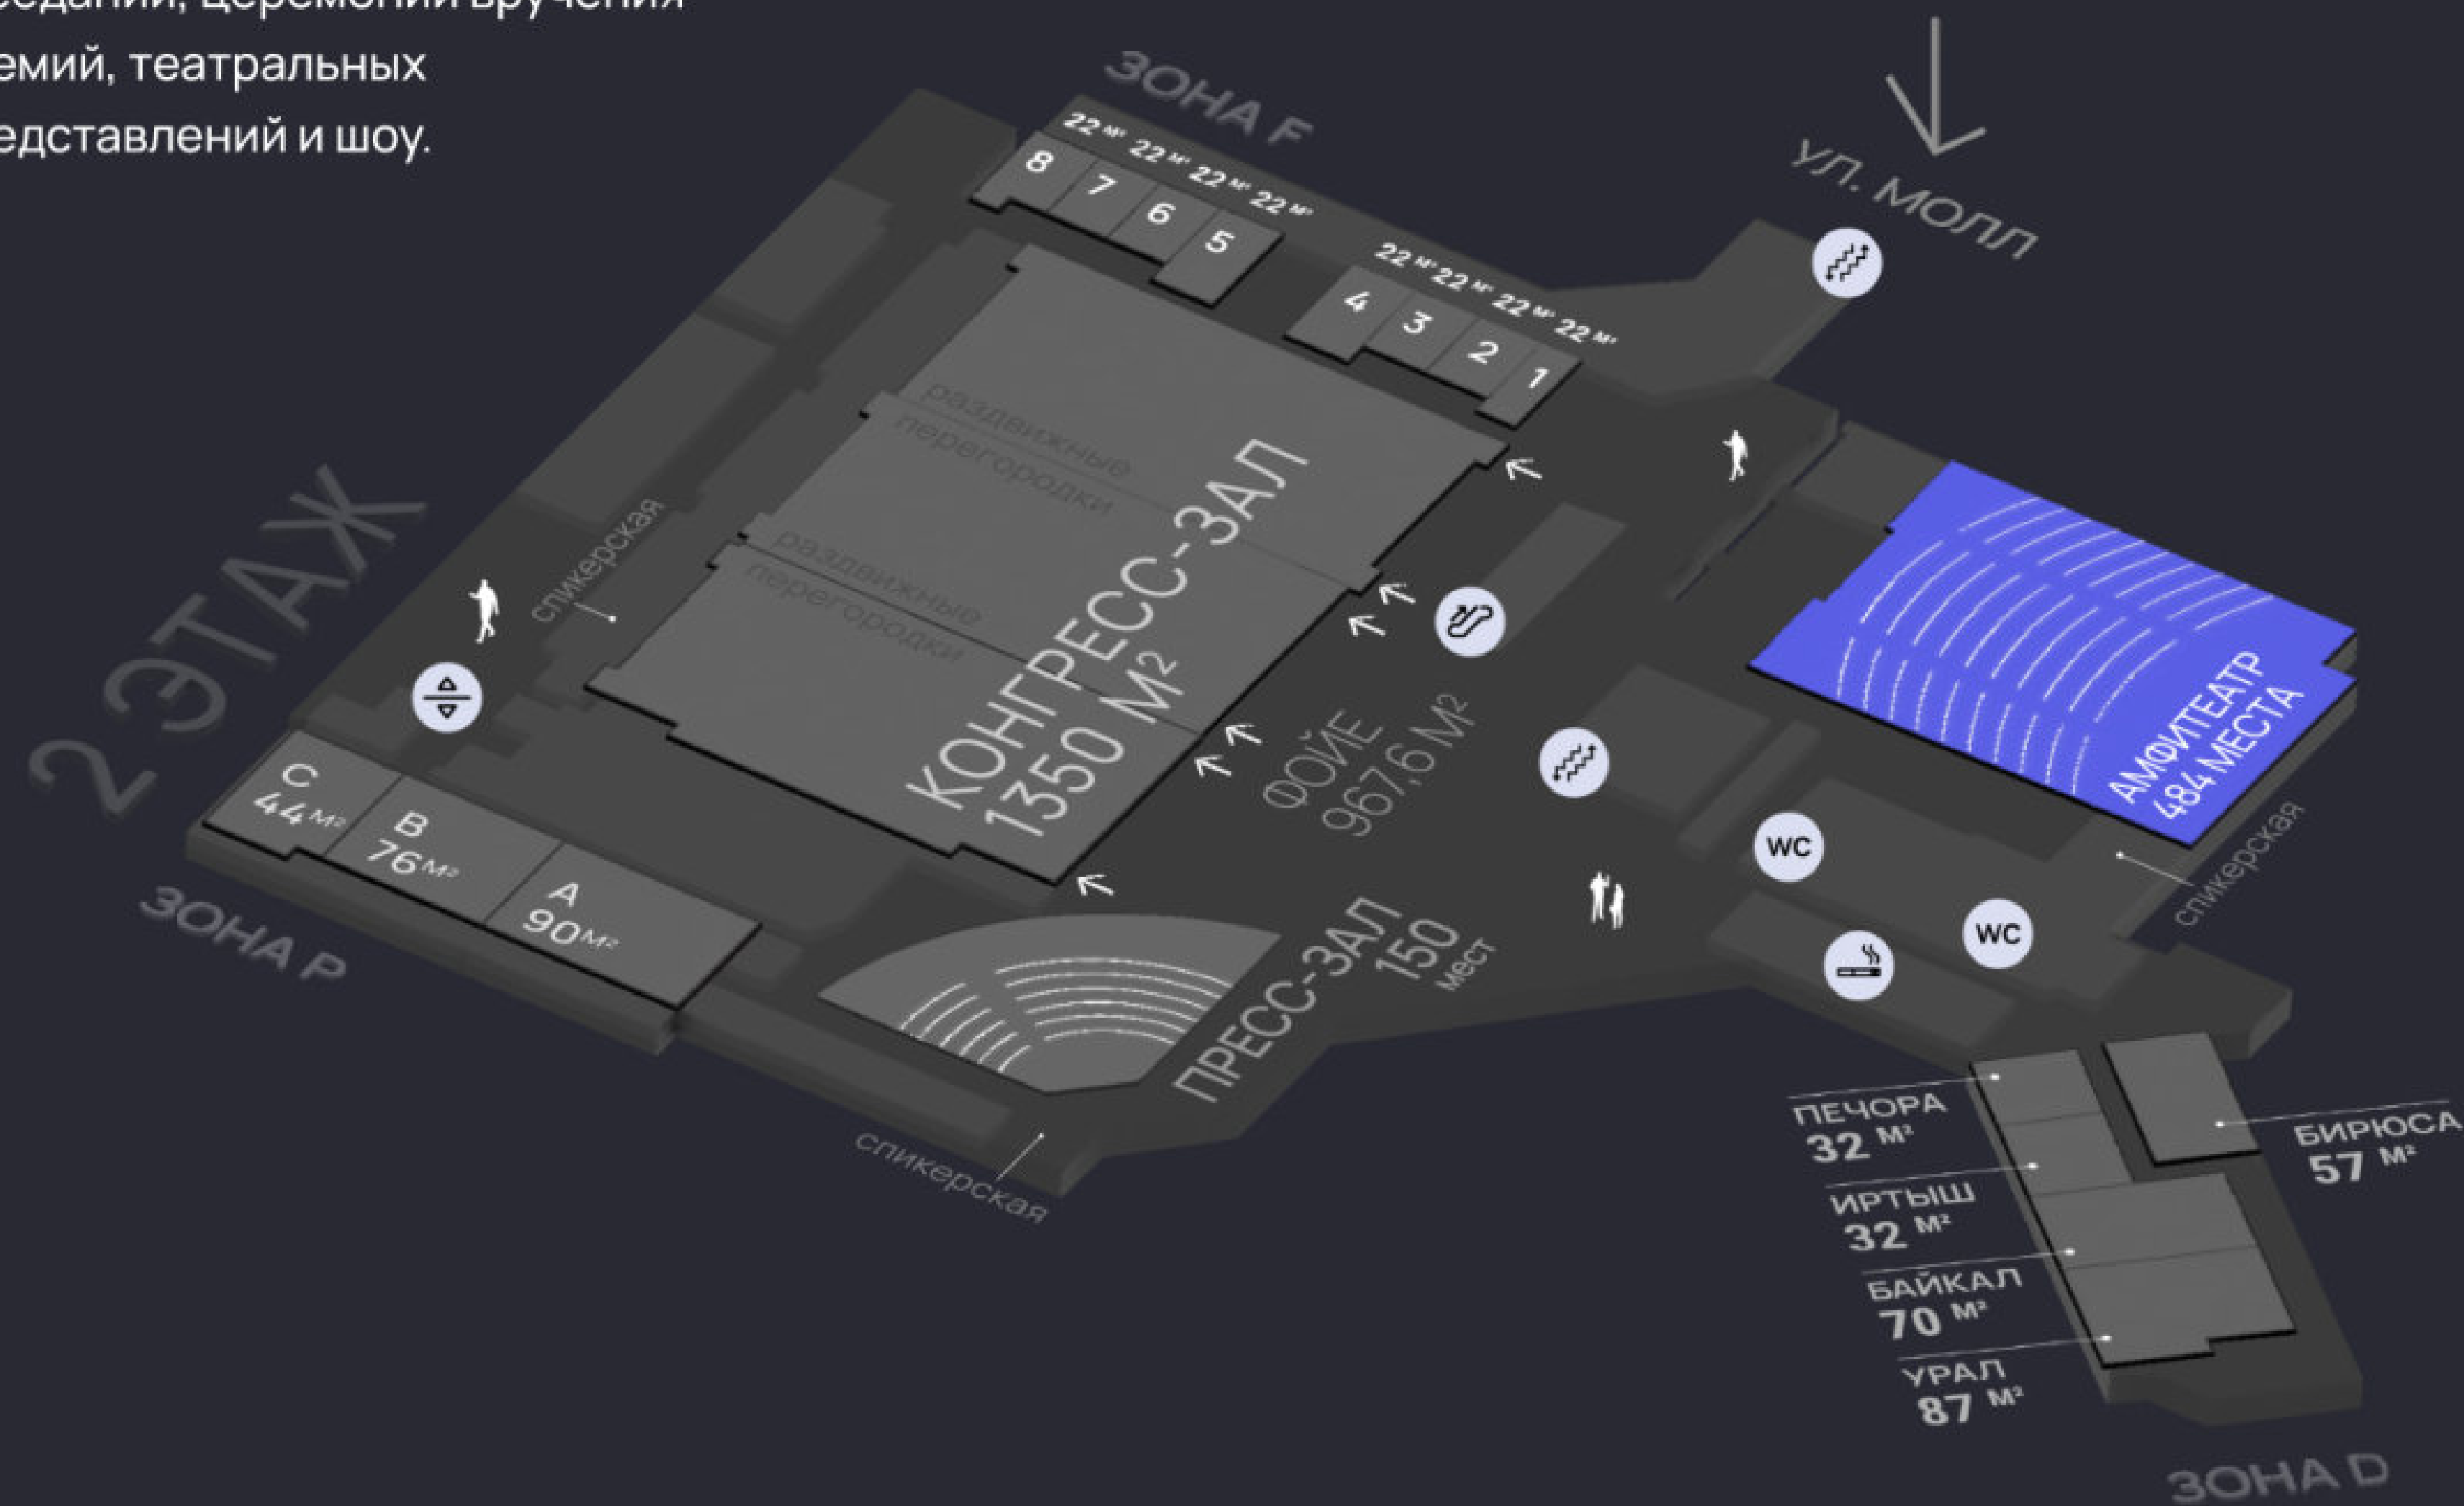 емий, театральных
едставлений и шоу.
ЗОНА F
22 М² 22 М² 22 М² 22 М²
8 7 6 5
УЛ. МОЛЛ
22 М² 22 М² 22 М² 22 М²
4 3 2 1
раздвижные
перегородки
раздвижные
перегородки
КОНГРЕСС-ЗАЛ
1350 М²
2 ЭТАЖ
спикерская
ФОЙЕ
967,6 М²
АМФИТЕАТР
484 МЕСТА
спикерская
WC
WC
C
44 М²
B
76 М²
A
90 М²
ЗОНА P
ПРЕСС-ЗАЛ
150
мест
спикерская
ПЕЧОРА
32 М²
ИРТЫШ
32 М²
БАЙКАЛ
70 М²
УРАЛ
87 М²
БИРЮСА
57 М²
ЗОНА D